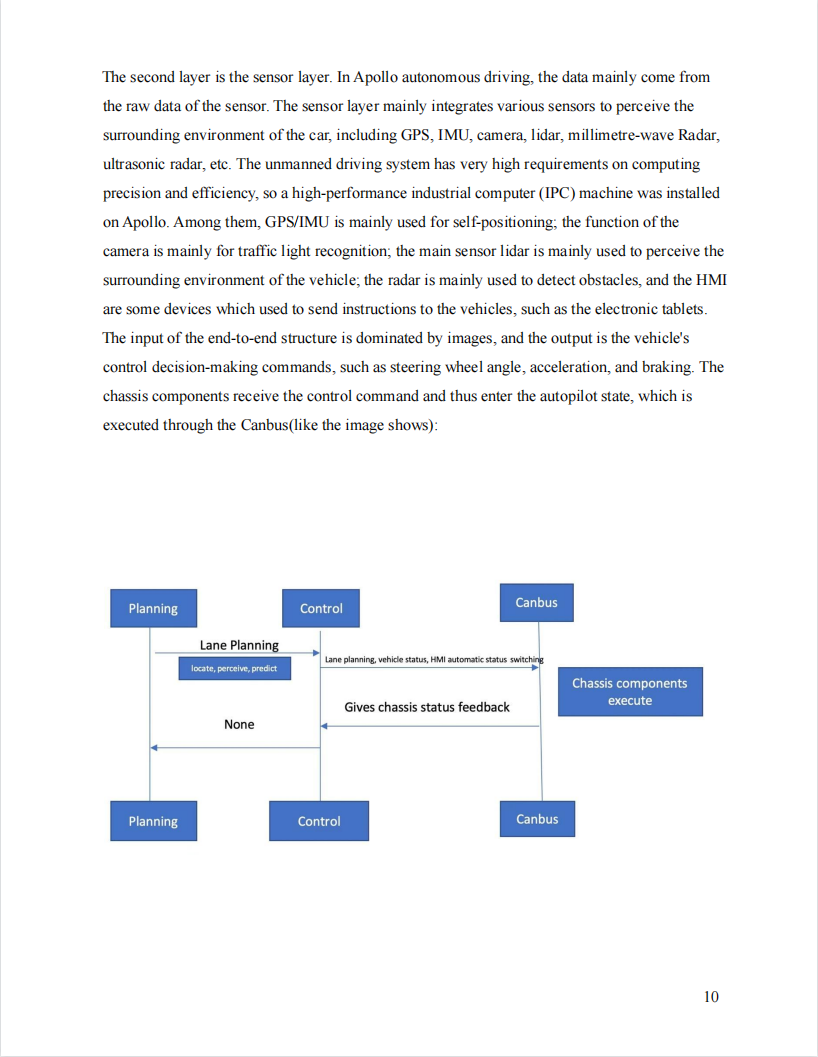 The second layer is the sensor layer. In Apollo autonomous driving, the data mainly come from
the raw data of the sensor. The sensor layer mainly integrates various sensors to perceive the
surrounding environment of the car, including GPS, IMU, camera, lidar, millimetre-wave Radar,
ultrasonic radar, etc. The unmanned driving system has very high requirements on computing
precision and efficiency, so a high-performance industrial computer (IPC) machine was installed
on Apollo. Among them, GPS/IMU is mainly used for self-positioning; the function of the
camera is mainly for traffic light recognition; the main sensor lidar is mainly used to perceive the
surrounding environment of the vehicle; the radar is mainly used to detect obstacles, and the HMI
are some devices which used to send instructions to the vehicles, such as the electronic tablets.
The input of the end-to-end structure is dominated by images, and the output is the vehicle's
control decision-making commands, such as steering wheel angle, acceleration, and braking. The
chassis components receive the control command and thus enter the autopilot state, which is
executed through the Canbus(like the image shows):
Planning
Control
Canbus
Lane Planning
locate, perceive, predict
Lane planning, vehicle status, HMI automatic status switching
Chassis components
execute
Gives chassis status feedback
None
Planning
Control
Canbus
10